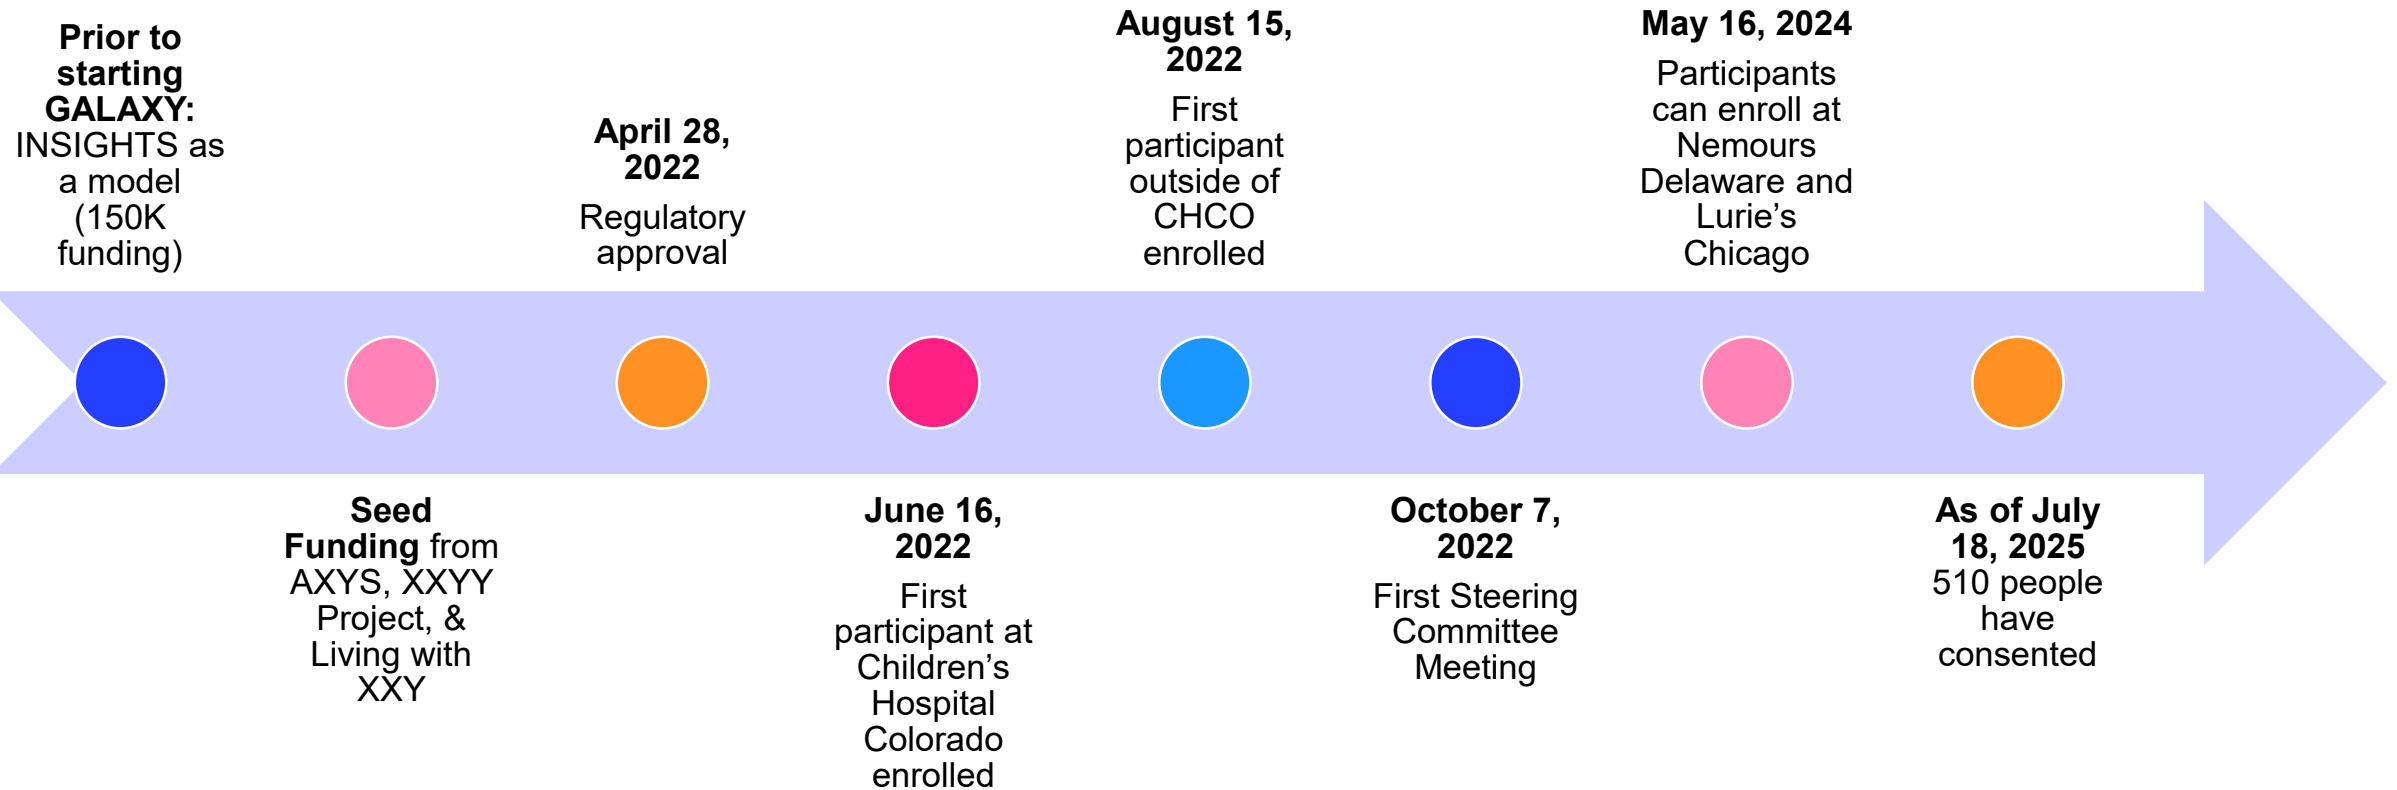 Prior to
starting
GALAXY:
INSIGHTS as
a model
(150K
funding)
Seed
Funding from
AXYS, XXYY
Project, &
Living with
XXY
April 28,
2022
Regulatory
approval
June 16,
2022
First
participant at
Children’s
Hospital
Colorado
enrolled
August 15,
2022
First
participant
outside of
CHCO
enrolled
October 7,
2022
First Steering
Committee
Meeting
May 16, 2024
Participants
can enroll at
Nemours
Delaware and
Lurie’s
Chicago
As of July
18, 2025
510 people
have
consented